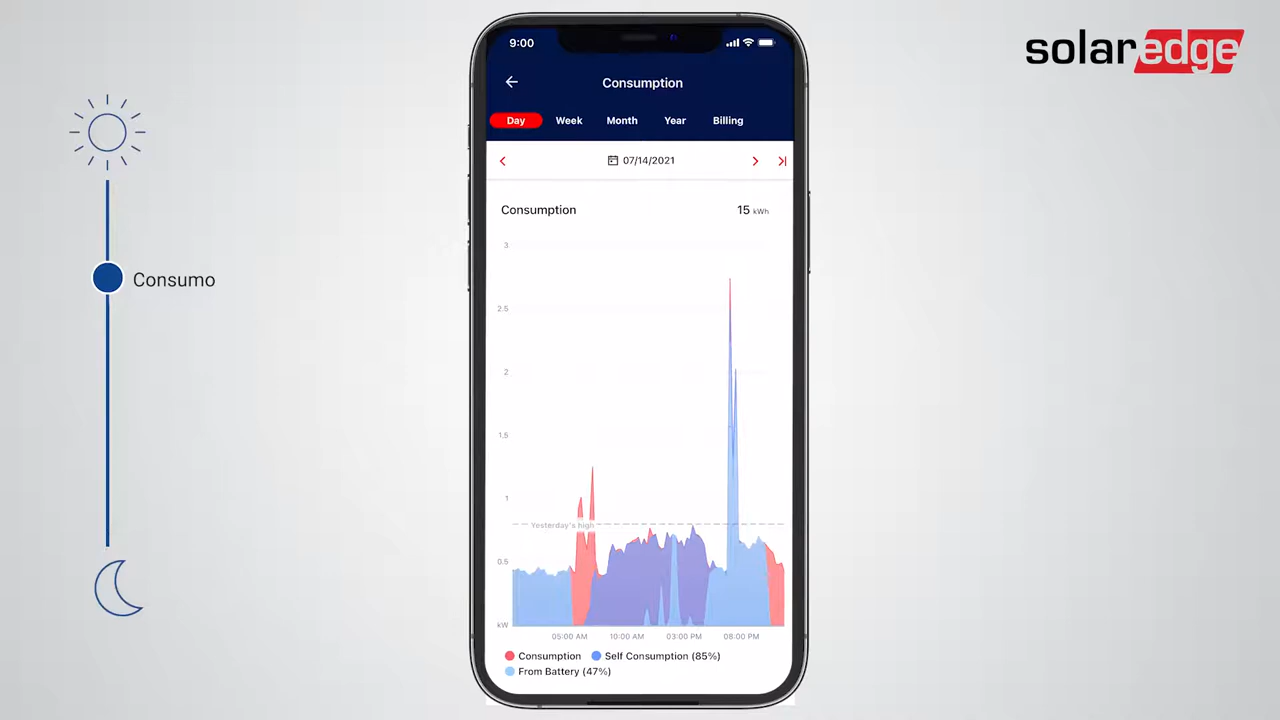 9:00
solaredge
Consumption
Day Week Month Year Billing
07/14/2021
Consumption 15 kWh
3
2.5
2
1.5
1
Yesterday's high
0.5
kW
05:00 AM 10:00 AM 03:00 PM 08:00 PM
Consumption Self Consumption (85%)
From Battery (47%)
Consumo